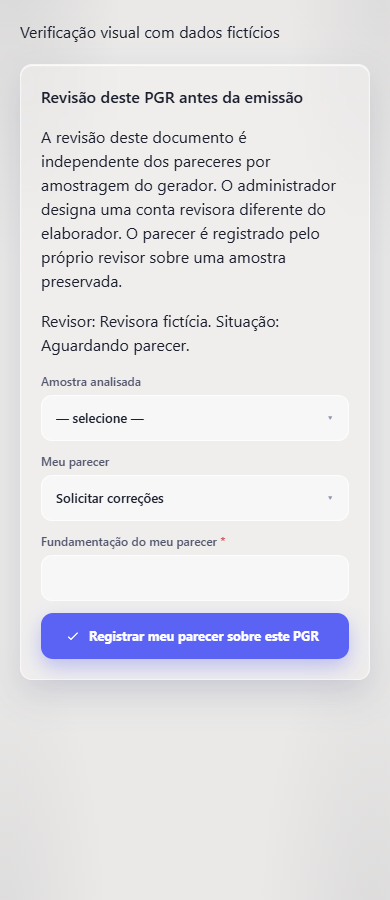 Verificação visual com dados fictícios
Revisão deste PGR antes da emissão
A revisão deste documento é
independente dos pareceres por
amostragem do gerador. O administrador
designa uma conta revisora diferente do
elaborador. O parecer é registrado pelo
próprio revisor sobre uma amostra
preservada.
Revisor: Revisora fictícia. Situação:
Aguardando parecer.
Amostra analisada
— selecione —
Meu parecer
Solicitar correções
Fundamentação do meu parecer *
Registrar meu parecer sobre este PGR